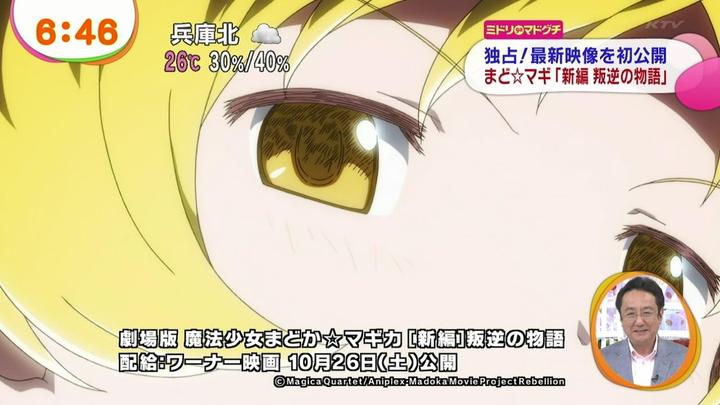 6:46
兵庫北
26℃ 30%/40%
ミドリのマドグチ
KTV
独占!最新映像を初公開
まど☆マギ「新編 叛逆の物語」
劇場版 魔法少女まどか☆マギカ [新編]叛逆の物語
配給:ワーナー映画 10月26日(土)公開
©Magica Quartet/Aniplex・Madoka Movie Project Rebellion